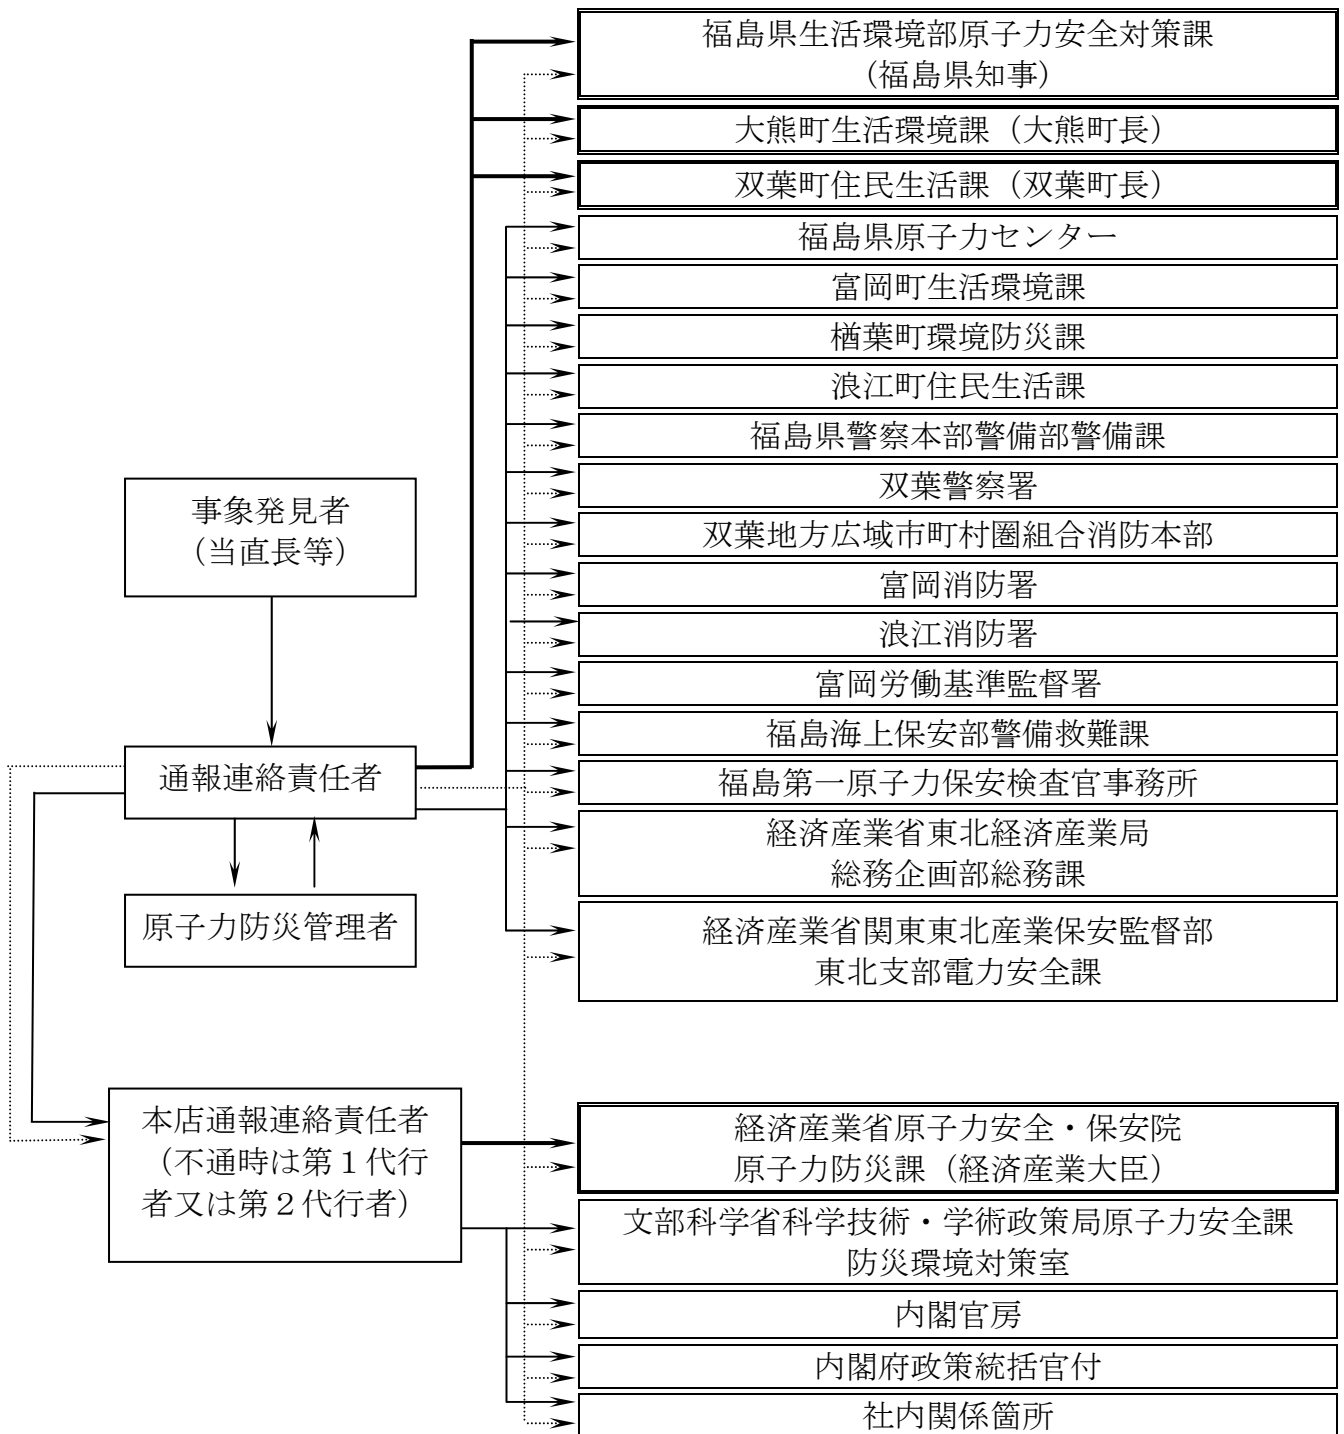 福島県生活環境部原子力安全対策課
（福島県知事）
大熊町生活環境課（大熊町長）
双葉町住民生活課（双葉町長）
福島県原子力センター
富岡町生活環境課
楢葉町環境防災課
浪江町住民生活課
福島県警察本部警備部警備課
双葉警察署
双葉地方広域市町村圏組合消防本部
富岡消防署
浪江消防署
富岡労働基準監督署
福島海上保安部警備救難課
福島第一原子力保安検査官事務所
経済産業省東北経済産業局
総務企画部総務課
経済産業省関東東北産業保安監督部
東北支部電力安全課
事象発見者
（当直長等）
通報連絡責任者
原子力防災管理者
本店通報連絡責任者
（不通時は第１代行
者又は第２代行者）
経済産業省原子力安全・保安院
原子力防災課（経済産業大臣）
文部科学省科学技術・学術政策局原子力安全課
防災環境対策室
内閣官房
内閣府政策統括官付
社内関係箇所